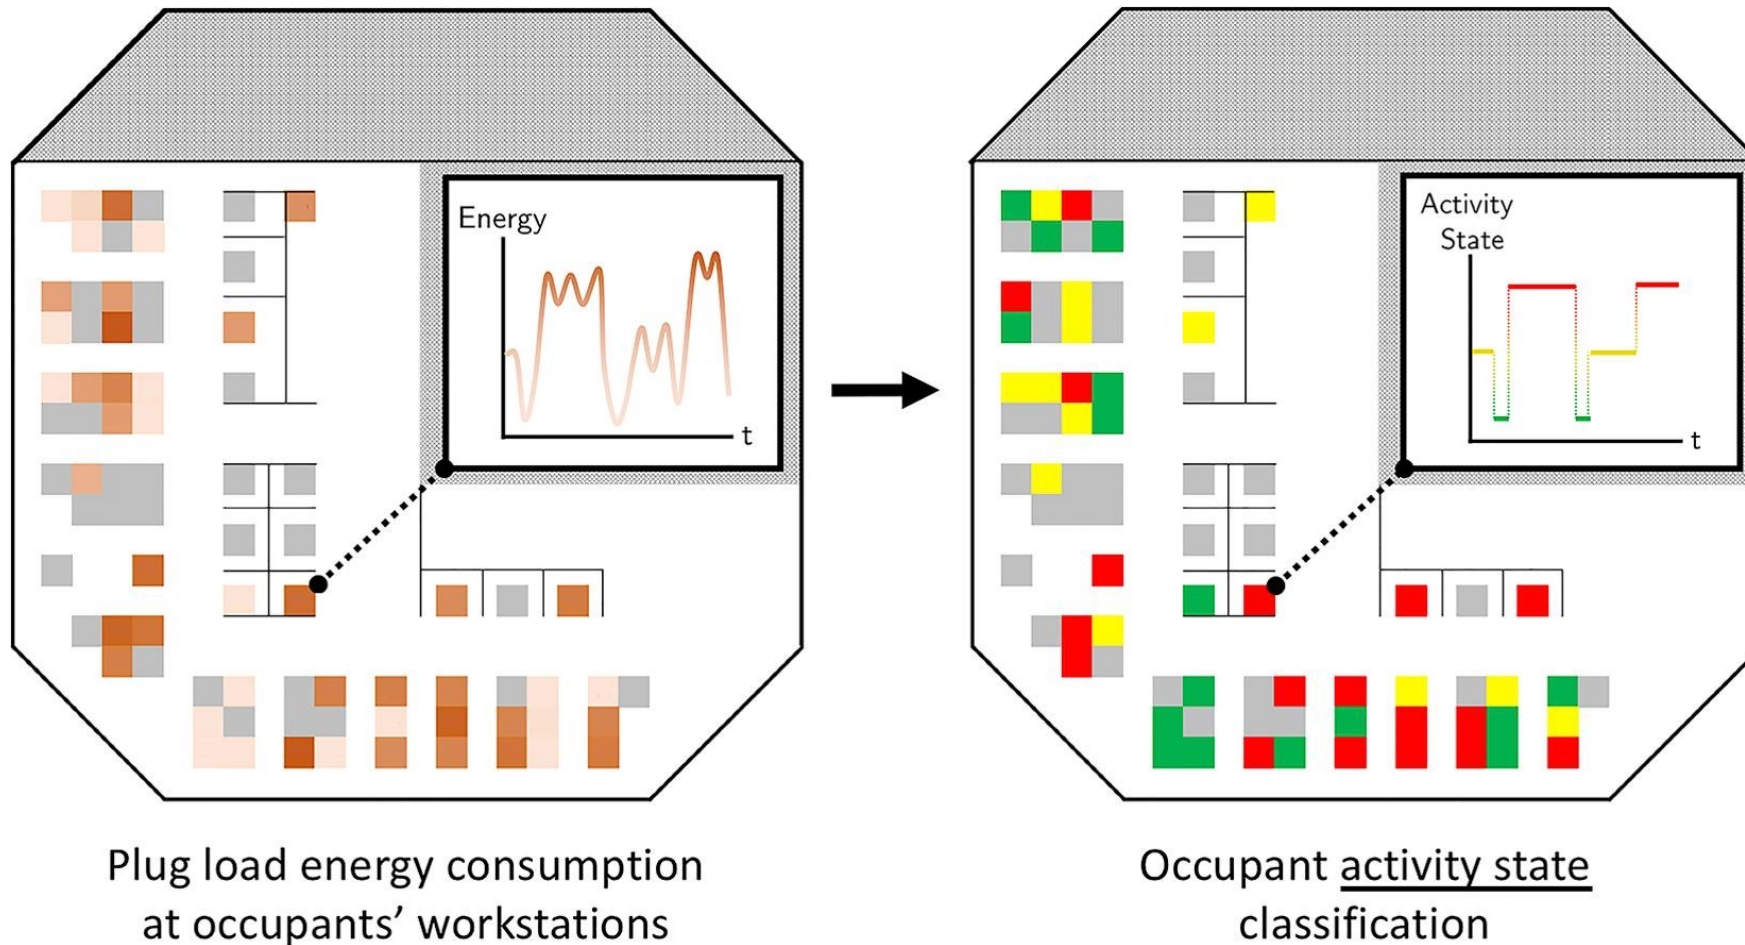 Energy
t
Activity
State
t
Plug load energy consumption
at occupants’ workstations
Occupant activity state
classification